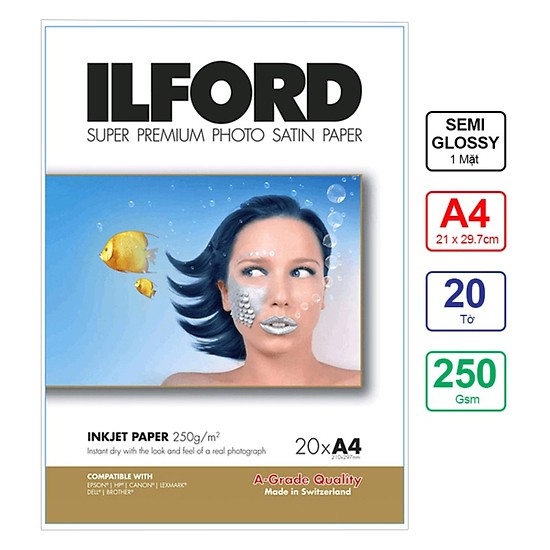 ILFORD
SUPER PREMIUM PHOTO SATIN PAPER
INKJET PAPER 250g/m²
Instant dry with the look and feel of a real photograph
20xA4
210x297mm
COMPATIBLE WITH
EPSON® | HP® | CANON® | LEXMARK®
DELL® | BROTHER®
A-Grade Quality
Made in Switzerland
SEMI
GLOSSY
1 Mặt
A4
21 x 29.7cm
20
Tờ
250
Gsm